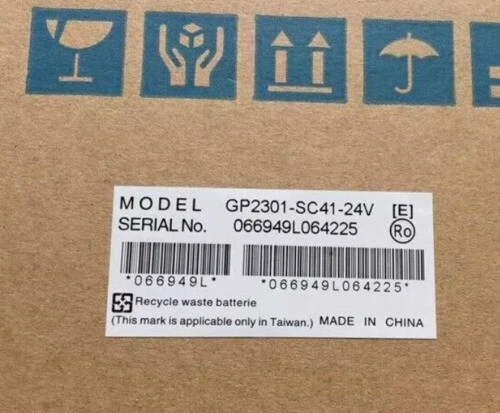 MODEL GP2301-SC41-24V [E]
SERIAL No. 066949L064225 Ro
*066949L* *066949L064225*
Recycle waste batterie
(This mark is applicable only in Taiwan.) MADE IN CHINA